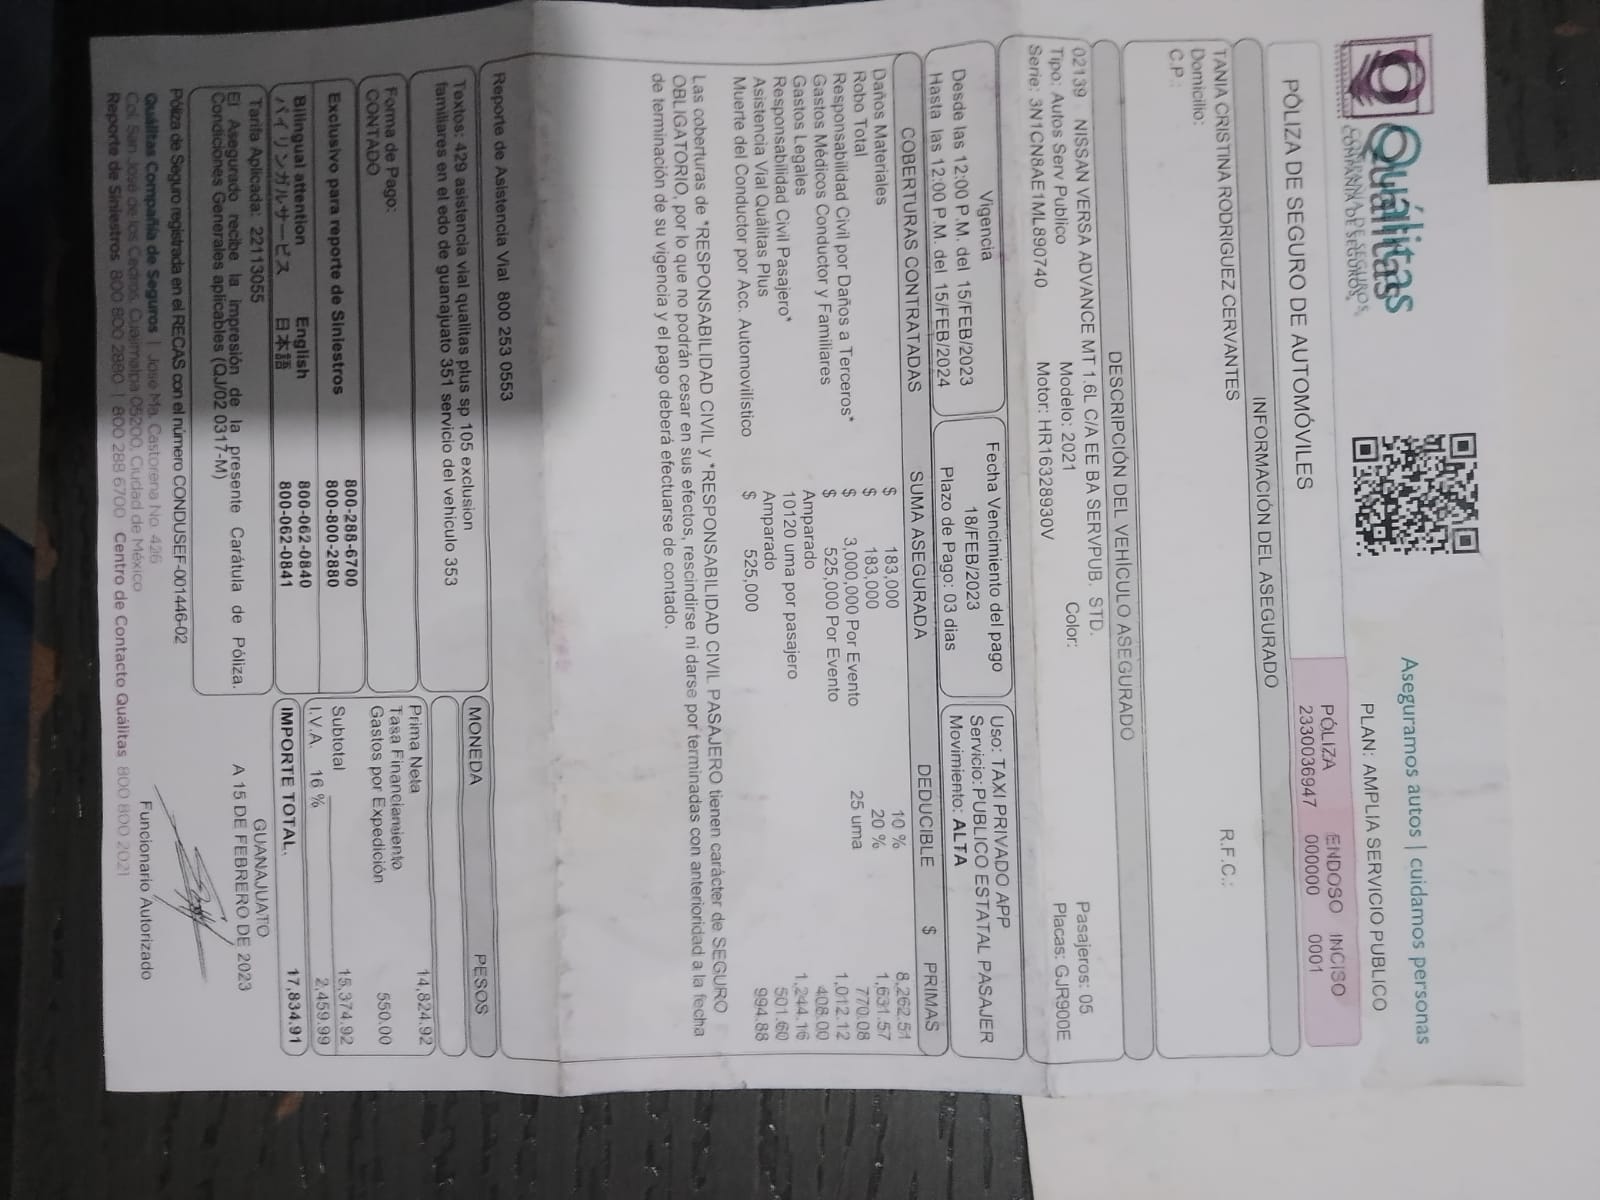 Quálitas
COMPAÑÍA DE SEGUROS
Aseguramos autos | cuidamos personas
PLAN: AMPLIA SERVICIO PUBLICO
PÓLIZA DE SEGURO DE AUTOMÓVILES
PÓLIZA ENDOSO INCISO
2330036947 000000 0001
INFORMACIÓN DEL ASEGURADO
TANIA CRISTINA RODRIGUEZ CERVANTES
R.F.C.:
Domicilio:
C.P.:
DESCRIPCIÓN DEL VEHÍCULO ASEGURADO
02139 NISSAN VERSA ADVANCE MT 1.6L C/A EE BA SERVPUB. STD.
Tipo: Autos Serv Publico Modelo: 2021 Color: Pasajeros: 05
Serie: 3N1CN8AE1ML890740 Motor: HR16328930V Placas: GJR900E
Vigencia
Desde las 12:00 P.M. del 15/FEB/2023
Hasta las 12:00 P.M. del 15/FEB/2024
Fecha Vencimiento del pago
18/FEB/2023
Plazo de Pago: 03 dias
Uso: TAXI PRIVADO APP
Servicio: PUBLICO ESTATAL PASAJER
Movimiento: ALTA
COBERTURAS CONTRATADAS SUMA ASEGURADA DEDUCIBLE $ PRIMAS
Daños Materiales $ 183,000 10 % 8,262.51
Robo Total $ 183,000 20 % 1,631.57
Responsabilidad Civil por Daños a Terceros* $ 3,000,000 Por Evento 25 uma 770.08
Gastos Médicos Conductor y Familiares $ 525,000 Por Evento 1,012.12
Gastos Legales Amparado 408.00
Responsabilidad Civil Pasajero* 10120 uma por pasajero 1,244.16
Asistencia Vial Quálitas Plus Amparado 501.60
Muerte del Conductor por Acc. Automovilístico $ 525,000 994.88
Las coberturas de *RESPONSABILIDAD CIVIL y *RESPONSABILIDAD CIVIL PASAJERO tienen carácter de SEGURO
OBLIGATORIO, por lo que no podrán cesar en sus efectos, rescindirse ni darse por terminadas con anterioridad a la fecha
de terminación de su vigencia y el pago deberá efectuarse de contado.
Reporte de Asistencia Vial 800 253 0553
Textos: 429 asistencia vial qualitas plus sp 105 exclusion
familiares en el edo de guanajuato 351 servicio del vehiculo 353
Forma de Pago:
CONTADO
Exclusivo para reporte de Siniestros 800-288-6700
800-800-2880
Bilingual attention English 800-062-0840
バイリンガルサービス 日本語 800-062-0841
Tarifa Aplicada: 22113055
El Asegurado recibe la impresión de la presente Carátula de Póliza.
Condiciones Generales aplicables (QJ/02 0317-M)
MONEDA PESOS
Prima Neta 14,824.92
Tasa Financiamiento
Gastos por Expedición 550.00
Subtotal 15,374.92
I.V.A. 16 % 2,459.99
IMPORTE TOTAL. 17,834.91
GUANAJUATO
A 15 DE FEBRERO DE 2023
Funcionario Autorizado
Póliza de Seguro registrada en el RECAS con el número CONDUSEF-001446-02
Quálitas Compañía de Seguros | José Ma. Castorena No. 426
Col. San José de los Cedros, Cuajimalpa 05200, Ciudad de México
Reporte de Siniestros 800 800 2880 | 800 288 6700 Centro de Contacto Quálitas 800 800 2021